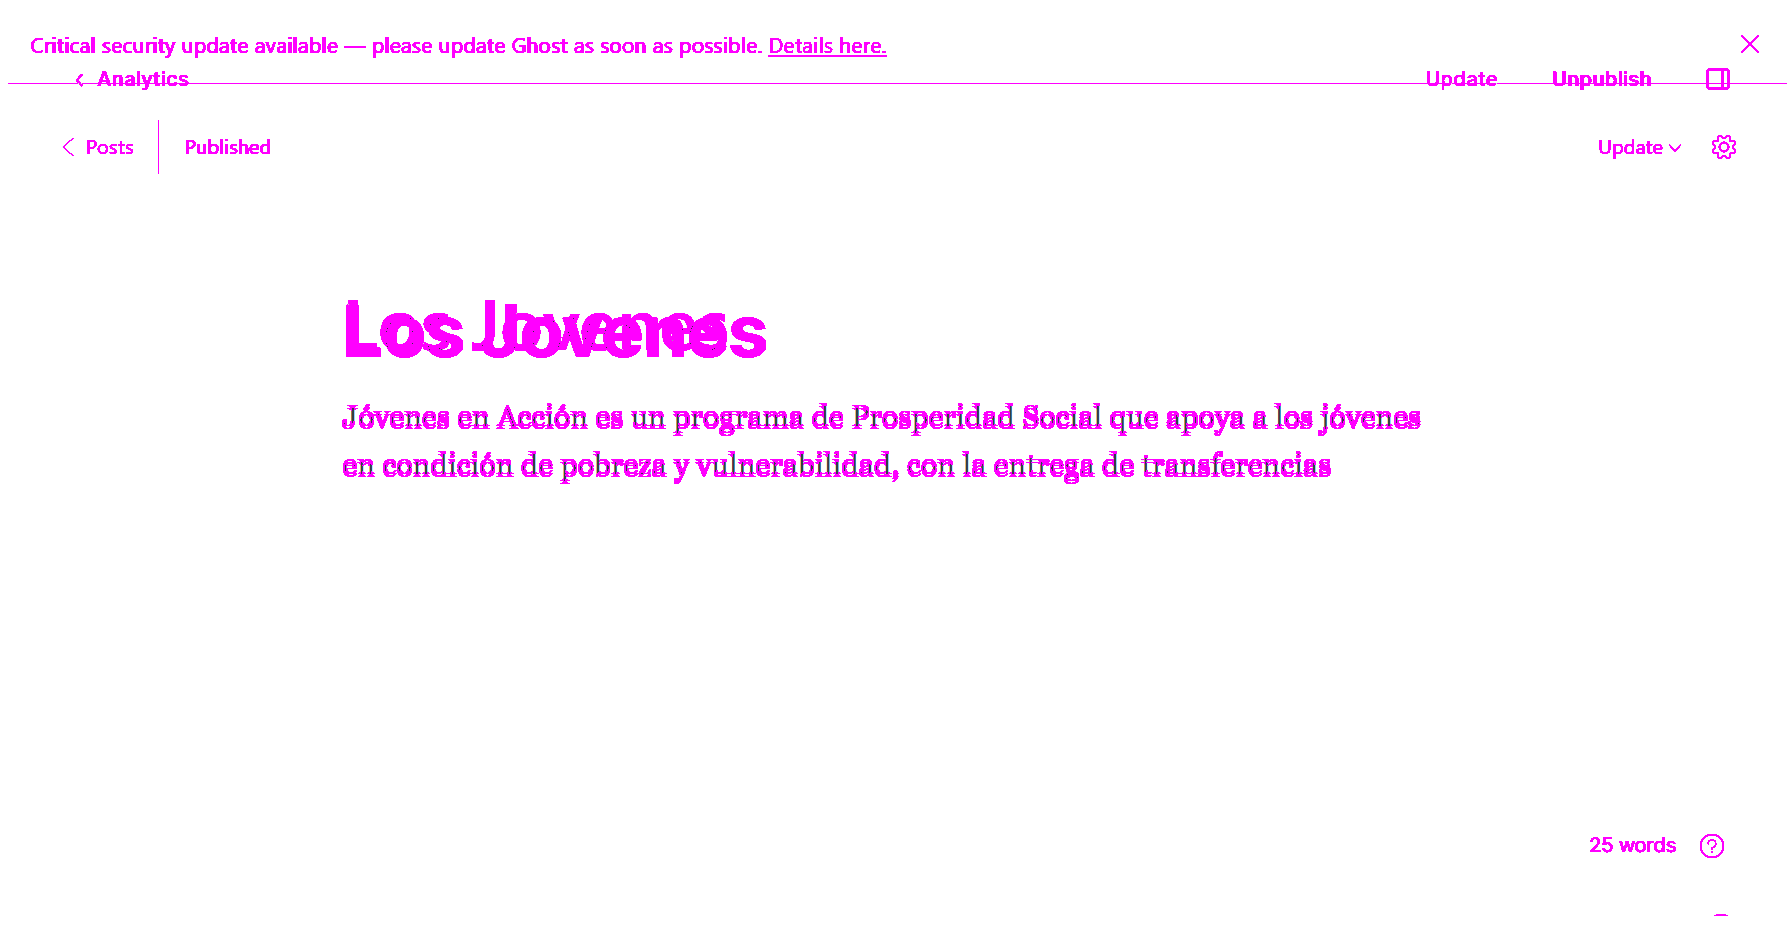 Critical security update available — please update Ghost as soon as possible. Details here.
Analytics Update Unpublish
Posts Published Update
Los Jovenes
Jóvenes en Acción es un programa de Prosperidad Social que apoya a los jóvenes
en condición de pobreza y vulnerabilidad, con la entrega de transferencias
25 words